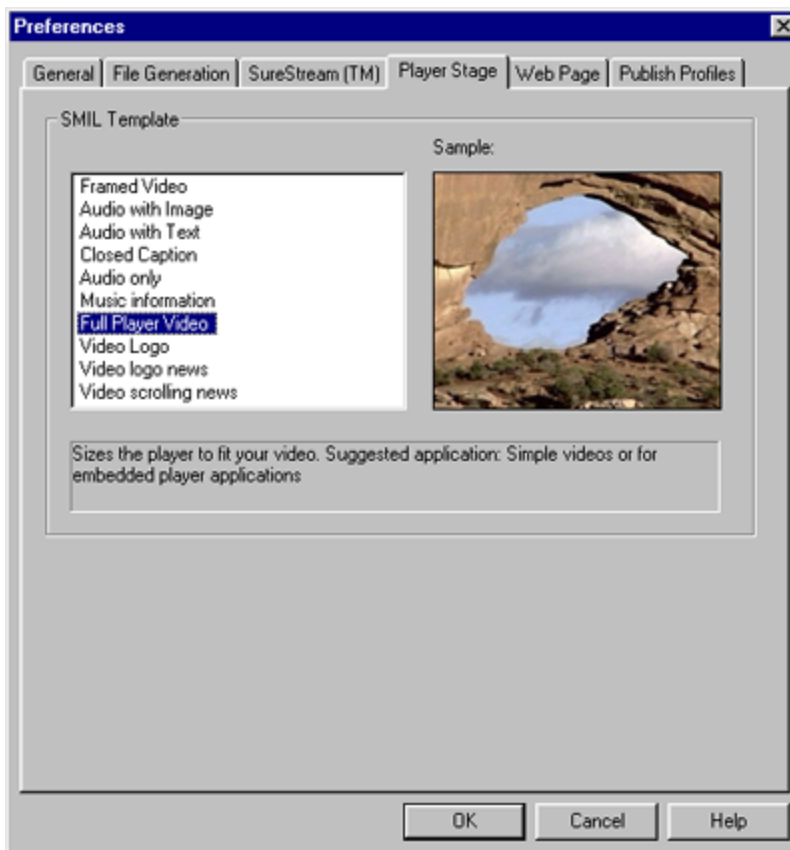 Preferences
General
File Generation
SureStream (TM)
Player Stage
Web Page
Publish Profiles
SMIL Template
Sample:
Framed Video
Audio with Image
Audio with Text
Closed Caption
Audio only
Music information
Full Player Video
Video Logo
Video logo news
Video scrolling news
Sizes the player to fit your video. Suggested application: Simple videos or for
embedded player applications
OK
Cancel
Help